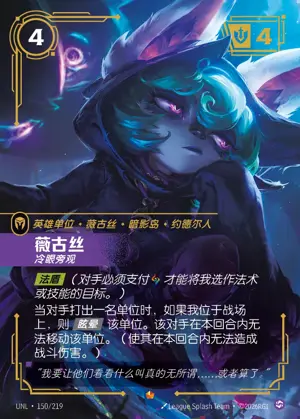 4
4
英雄单位 • 薇古丝 • 暗影岛 • 约德尔人
薇古丝
冷眼旁观
法盾 (对手必须支付 才能将我选作法术
或技能的目标。)
当对手打出一名单位时,如果我位于战场
上,则 眩晕 该单位。该对手在本回合内无
法移动该单位。(使其在本回合内无法造成
战斗伤害。)
“我要让他们看看什么叫真的无所谓……或者算了。”
UNL • 150/219
League Splash Team
©2026RG